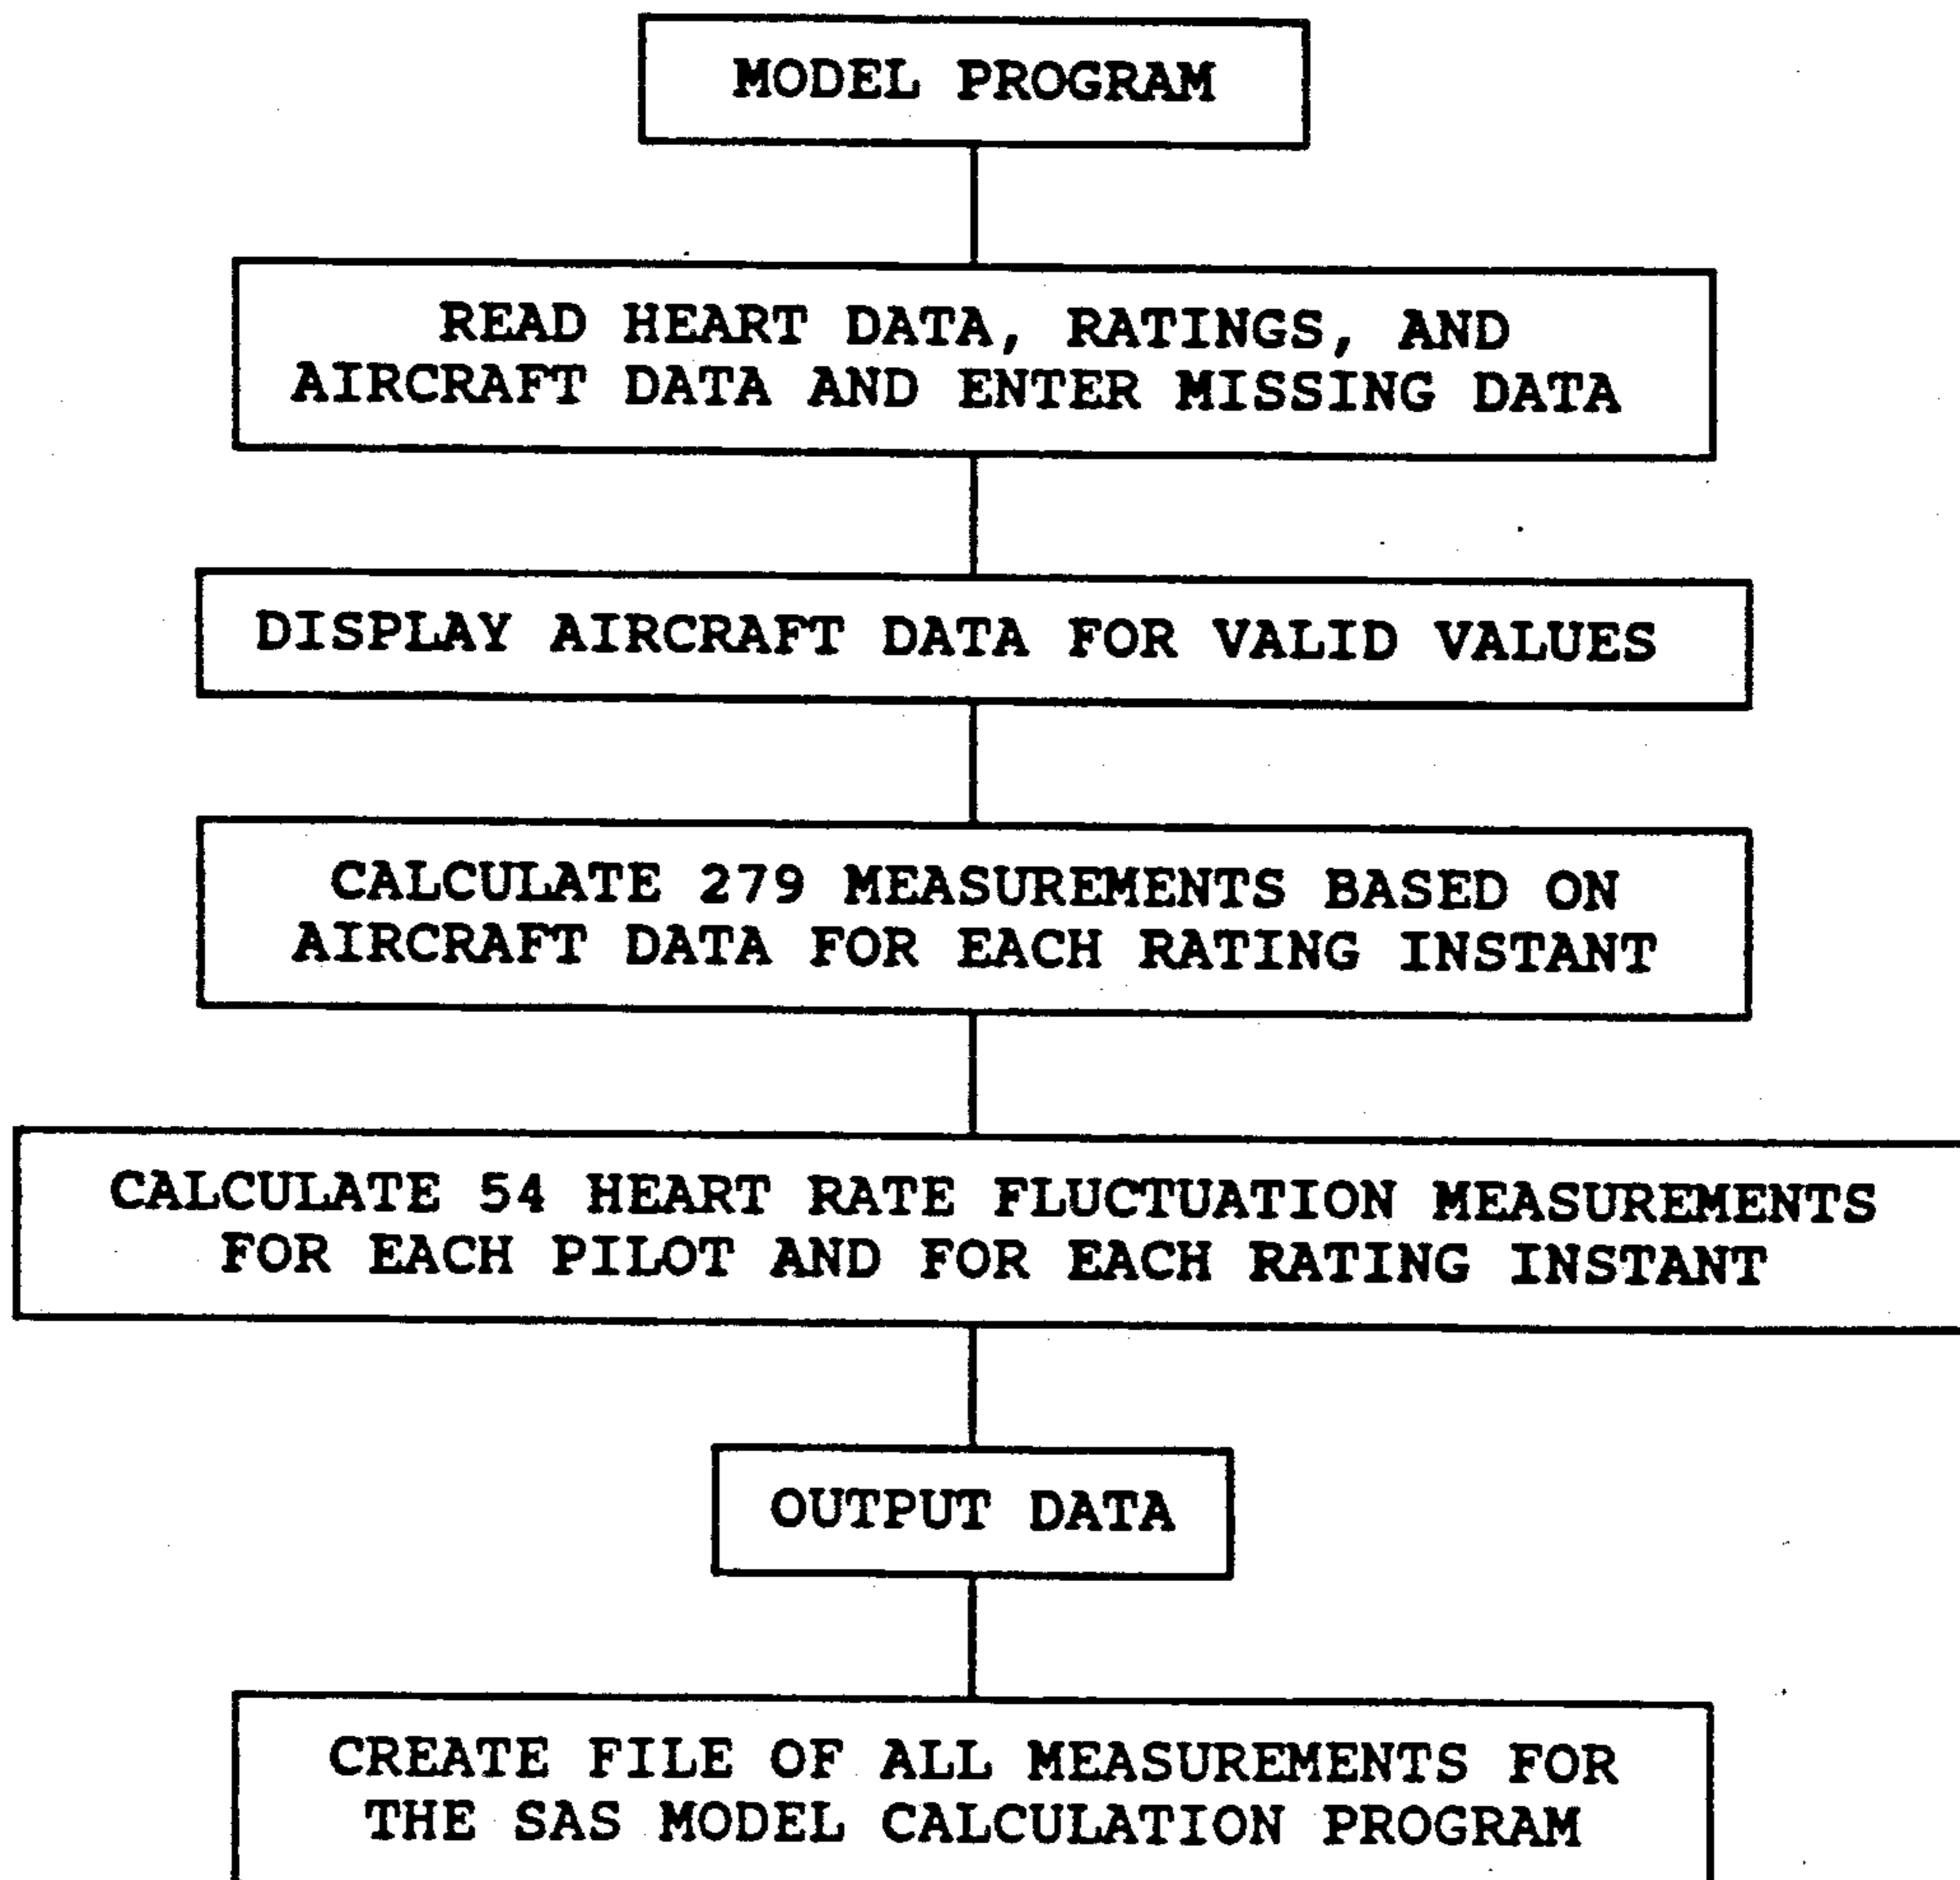 MODEL PROGRAM
READ HEART DATA, RATINGS, AND
AIRCRAFT DATA AND ENTER MISSING DATA
DISPLAY AIRCRAFT DATA FOR VALID VALUES
CALCULATE 279 MEASUREMENTS BASED ON
AIRCRAFT DATA FOR EACH RATING INSTANT
CALCULATE 54 HEART RATE FLUCTUATION MEASUREMENTS
FOR EACH PILOT AND FOR EACH RATING INSTANT
OUTPUT DATA
CREATE FILE OF ALL MEASUREMENTS FOR
THE SAS MODEL CALCULATION PROGRAM